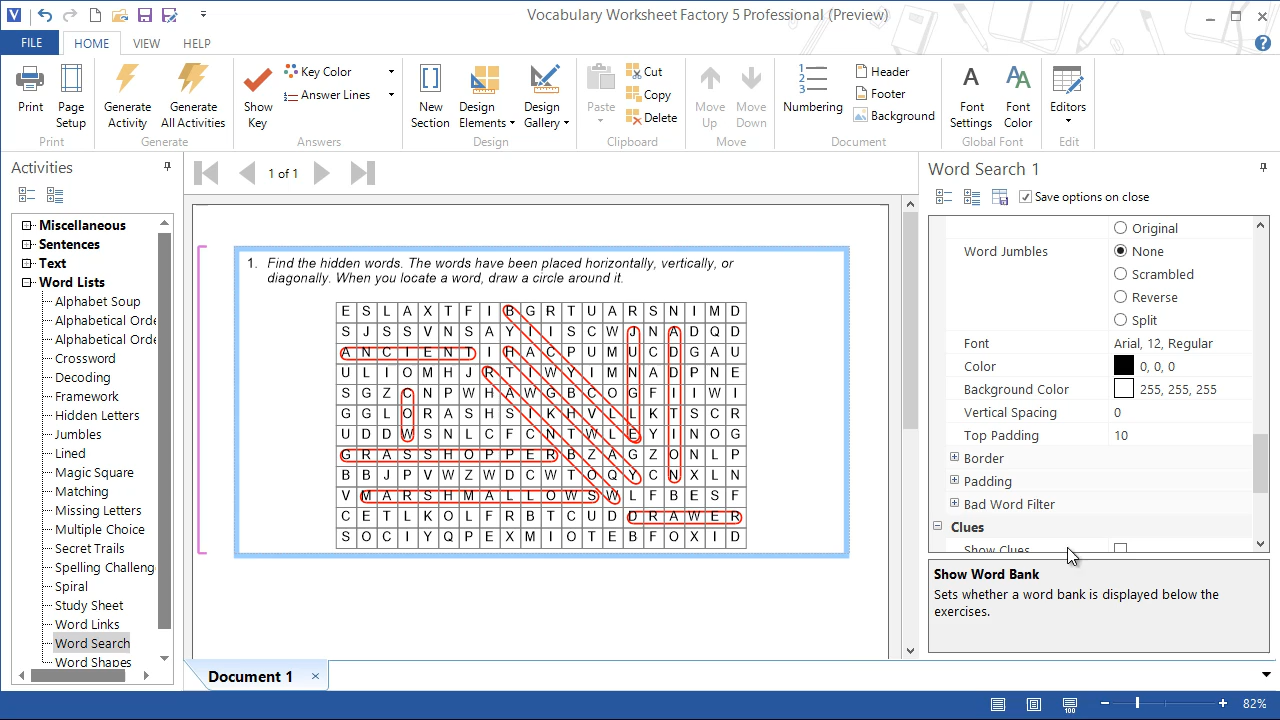 Vocabulary Worksheet Factory 5 Professional (Preview)
FILE HOME VIEW HELP
Print
Page Setup
Print
Generate Activity
Generate All Activities
Generate
Show Key
Key Color
Answer Lines
Answers
New Section
Design Elements
Design Gallery
Design
Paste
Cut
Copy
Delete
Clipboard
Move Up
Move Down
Move
Numbering
Header
Footer
Background
Document
Font Settings
Font Color
Global Font
Editors
Edit
Activities
Miscellaneous
Sentences
Text
Word Lists
Alphabet Soup
Alphabetical Orde
Alphabetical Orde
Crossword
Decoding
Framework
Hidden Letters
Jumbles
Lined
Magic Square
Matching
Missing Letters
Multiple Choice
Secret Trails
Spelling Challeng
Spiral
Study Sheet
Word Links
Word Search
Word Shapes
1 of 1
1. Find the hidden words. The words have been placed horizontally, vertically, or
diagonally. When you locate a word, draw a circle around it.
E S L A X T F I B G R T U A R S N I M D
S J S S V N S A Y I I S C W J N A D Q D
A N C I E N T I H A C P U M U C D G A U
U L I O M H J R T I W Y I M N A D P N E
S G Z O N P W H A W G B C O G F I I W I
G G L O R A S H S I K H V L L K T S C R
U D D W S N L C F C N T W L E Y I N O G
G R A S S H O P P E R B Z A G Z O N L P
B B J P V W Z W D C W T O Q Y C N X L N
V M A R S H M A L L O W S W L F B E S F
C E T L K O L F R B T C U D D R A W E R
S O C I Y Q P E X M I O T E B F O X I D
Document 1
Word Search 1
Save options on close
Original
Word Jumbles None
Scrambled
Reverse
Split
Font Arial, 12, Regular
Color 0, 0, 0
Background Color 255, 255, 255
Vertical Spacing 0
Top Padding 10
Border
Padding
Bad Word Filter
Clues
Show Clues
Show Word Bank
Sets whether a word bank is displayed below the
exercises.
82%